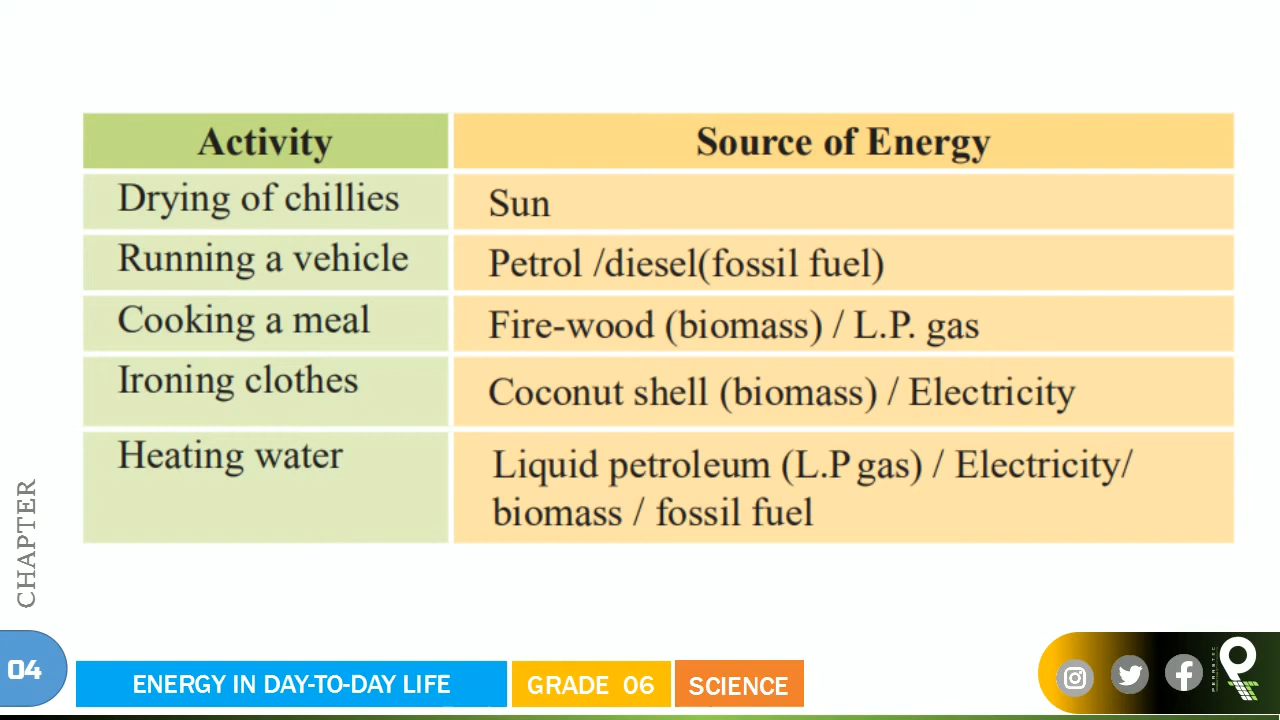 Activity
Source of Energy
Drying of chillies
Sun
Running a vehicle
Petrol /diesel(fossil fuel)
Cooking a meal
Fire-wood (biomass) / L.P. gas
Ironing clothes
Coconut shell (biomass) / Electricity
Heating water
Liquid petroleum (L.P gas) / Electricity/
biomass / fossil fuel
CHAPTER
04
ENERGY IN DAY-TO-DAY LIFE
GRADE 06
SCIENCE